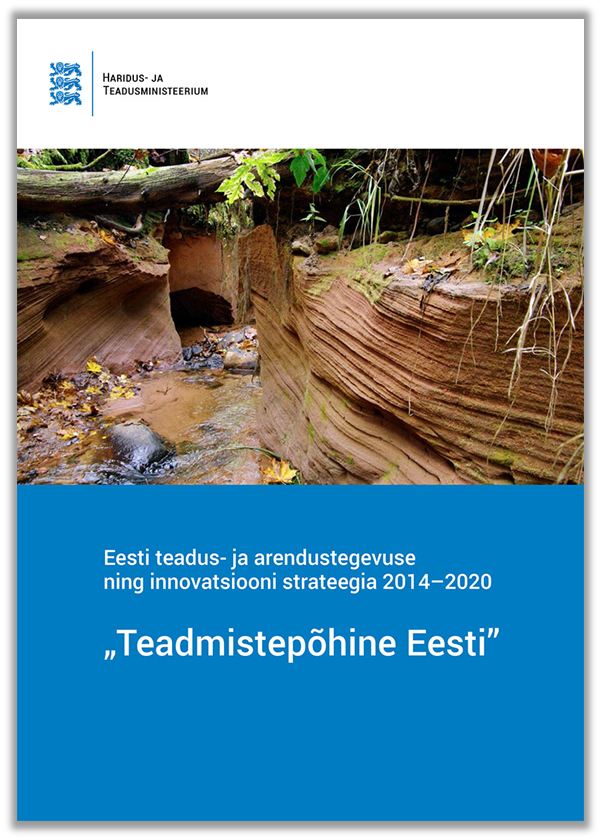 Haridus- ja
Teadusministeerium
Eesti teadus- ja arendustegevuse
ning innovatsiooni strateegia 2014–2020
„Teadmistepõhine Eesti”